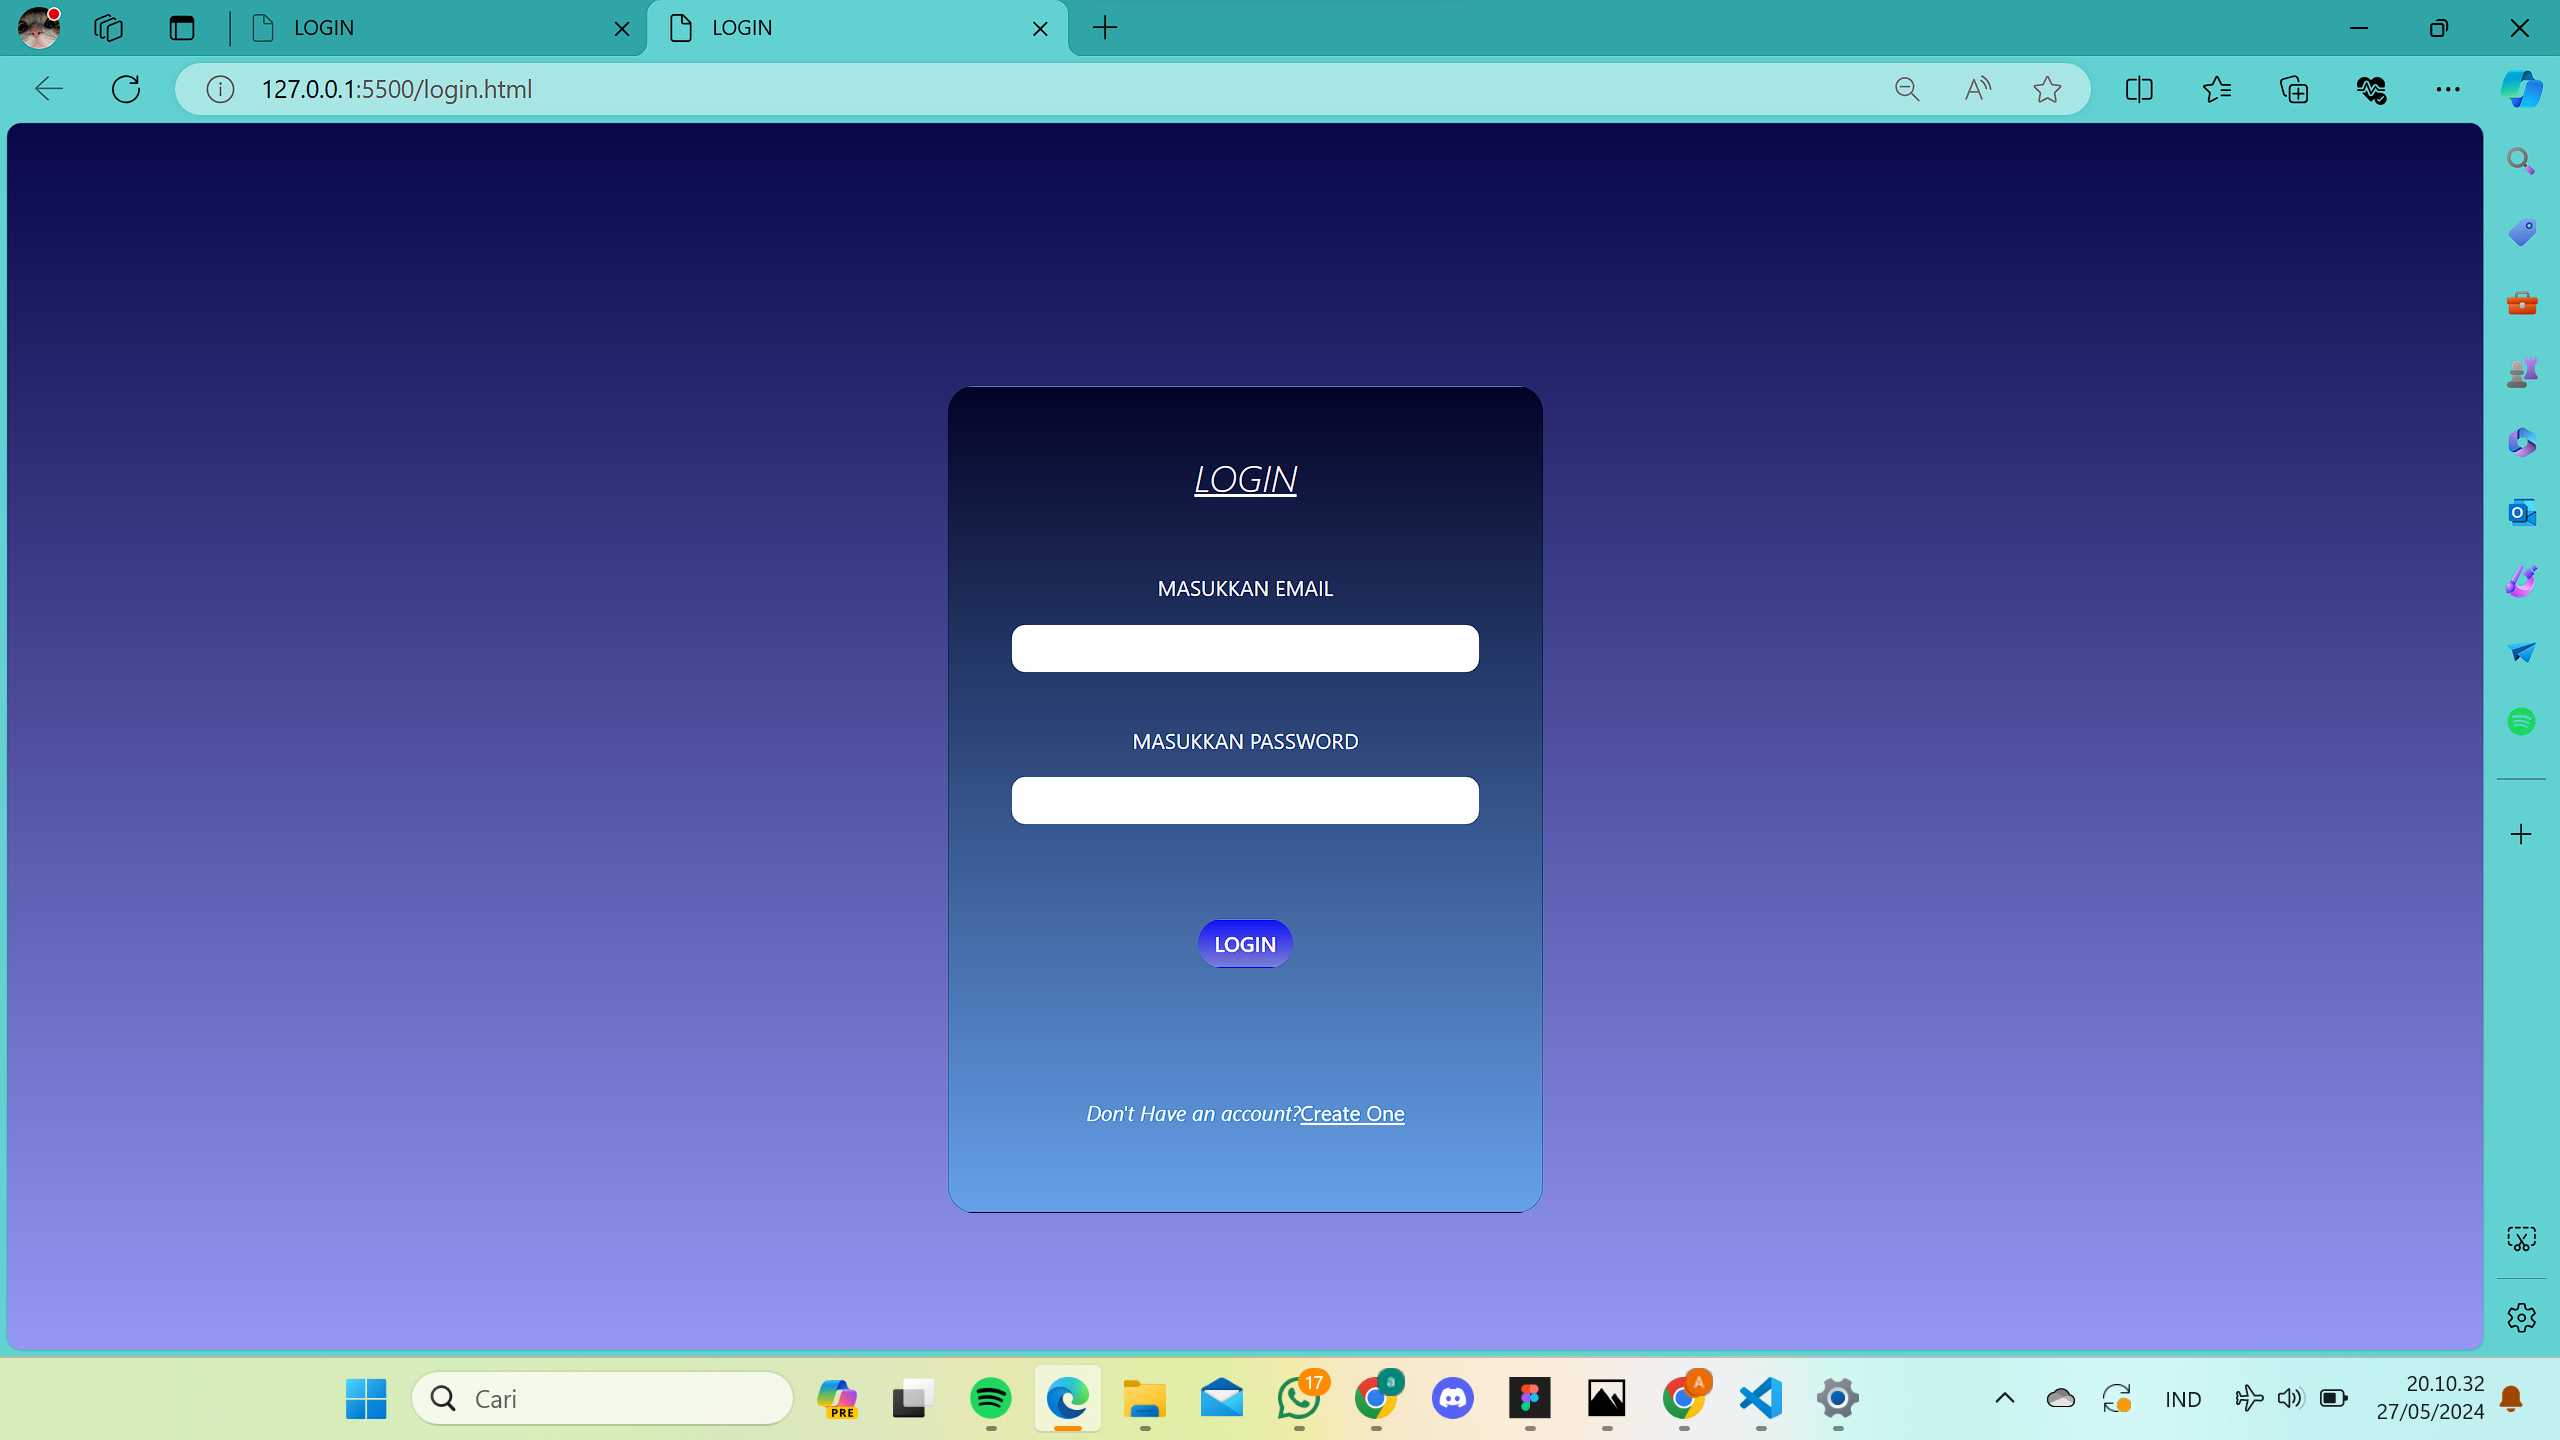 LOGIN
LOGIN
127.0.0.1:5500/login.html
LOGIN
MASUKKAN EMAIL
MASUKKAN PASSWORD
LOGIN
Don't Have an account?Create One
Cari
PRE
17
a
A
IND
20.10.32
27/05/2024